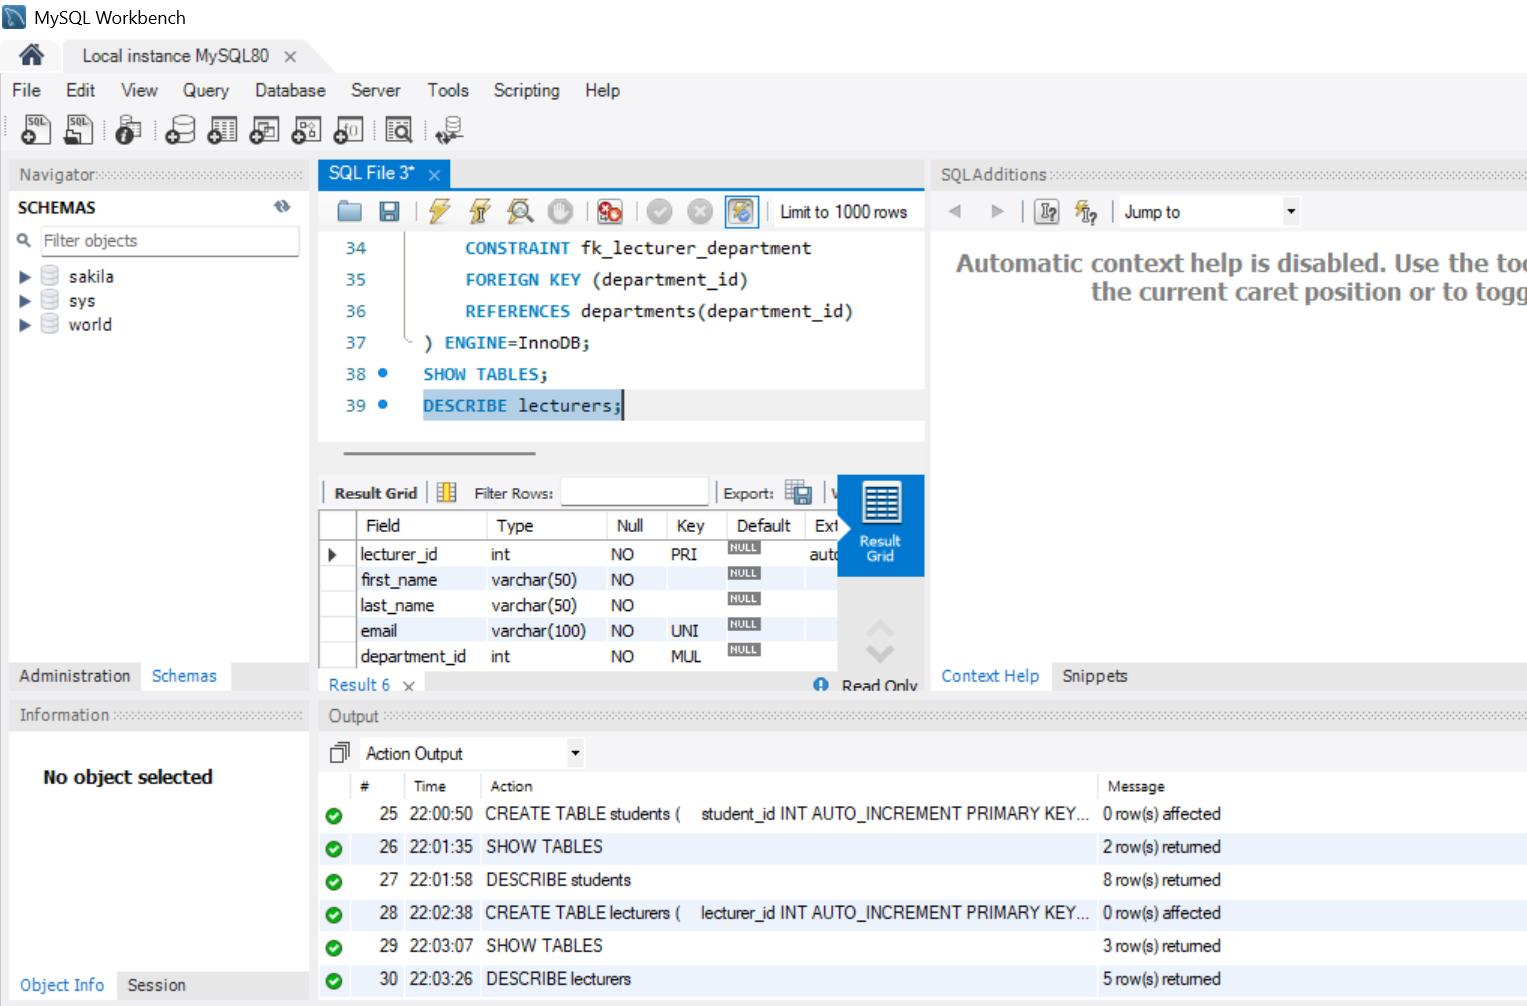 MySQL Workbench
Local instance MySQL80
File Edit View Query Database Server Tools Scripting Help
Navigator
SCHEMAS
Filter objects
sakila
sys
world
Administration Schemas
Information
No object selected
Object Info Session
SQL File 3*
Limit to 1000 rows
34 CONSTRAINT fk_lecturer_department
35 FOREIGN KEY (department_id)
36 REFERENCES departments(department_id)
37 ) ENGINE=InnoDB;
38 SHOW TABLES;
39 DESCRIBE lecturers;
Result Grid Filter Rows: Export:
Field Type Null Key Default Ext
lecturer_id int NO PRI NULL auto
first_name varchar(50) NO NULL
last_name varchar(50) NO NULL
email varchar(100) NO UNI NULL
department_id int NO MUL NULL
Result
Grid
Result 6 Read Only
SQLAdditions
Jump to
Automatic context help is disabled. Use the too
the current caret position or to togg
Context Help Snippets
Output
Action Output
# Time Action Message
25 22:00:50 CREATE TABLE students ( student_id INT AUTO_INCREMENT PRIMARY KEY... 0 row(s) affected
26 22:01:35 SHOW TABLES 2 row(s) returned
27 22:01:58 DESCRIBE students 8 row(s) returned
28 22:02:38 CREATE TABLE lecturers ( lecturer_id INT AUTO_INCREMENT PRIMARY KEY... 0 row(s) affected
29 22:03:07 SHOW TABLES 3 row(s) returned
30 22:03:26 DESCRIBE lecturers 5 row(s) returned